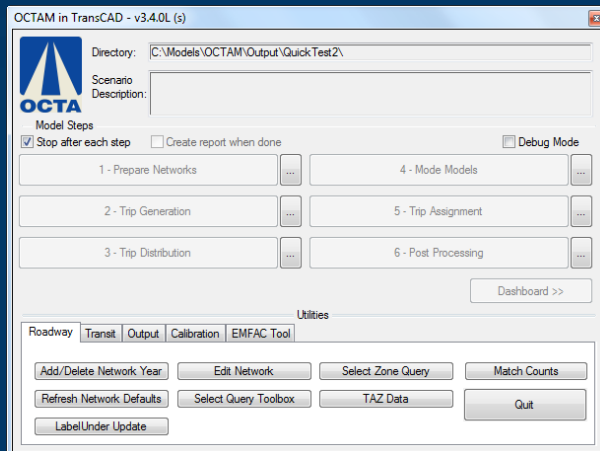 OCTAM in TransCAD - v3.4.0L (s)
OCTA
Directory: C:\Models\OCTAM\Output\QuickTest2\
Scenario
Description:
Model Steps
Stop after each step Create report when done Debug Mode
1 - Prepare Networks ... 4 - Mode Models ...
2 - Trip Generation ... 5 - Trip Assignment ...
3 - Trip Distribution ... 6 - Post Processing ...
Dashboard >>
Utilities
Roadway Transit Output Calibration EMFAC Tool
Add/Delete Network Year Edit Network Select Zone Query Match Counts
Refresh Network Defaults Select Query Toolbox TAZ Data Quit
LabelUnder Update